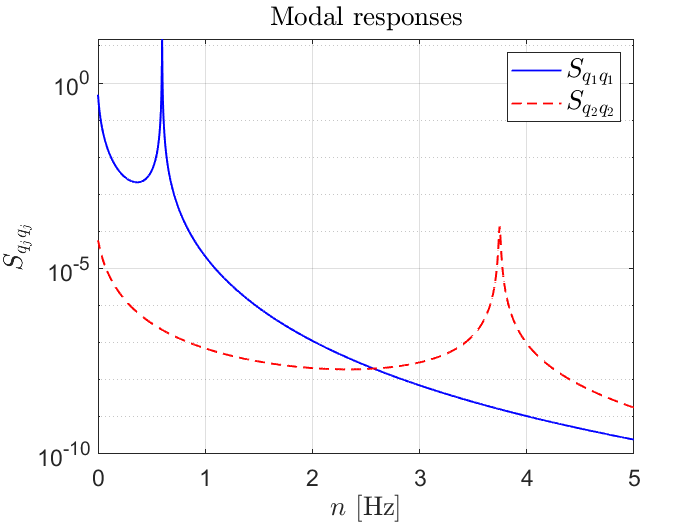 Modal responses
S_{q_1q_1}
S_{q_2q_2}
10^0
10^{-5}
10^{-10}
S_{q_jq_j}
0 1 2 3 4 5
n [Hz]